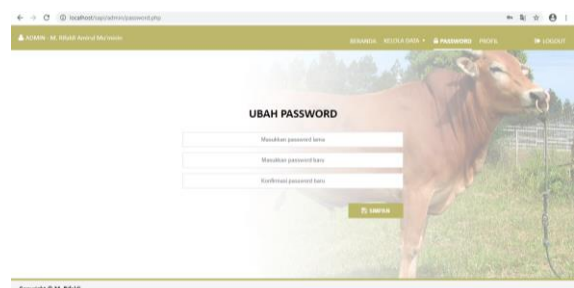 localhost/sapi/admin/password.php
ADMIN - M. Rifyal Amirul Mu'minin
BERANDA KELOLA DATA PASSWORD PROFIL LOGOUT
UBAH PASSWORD
Masukkan password lama
Masukkan password baru
Konfirmasi password baru
SIMPAN